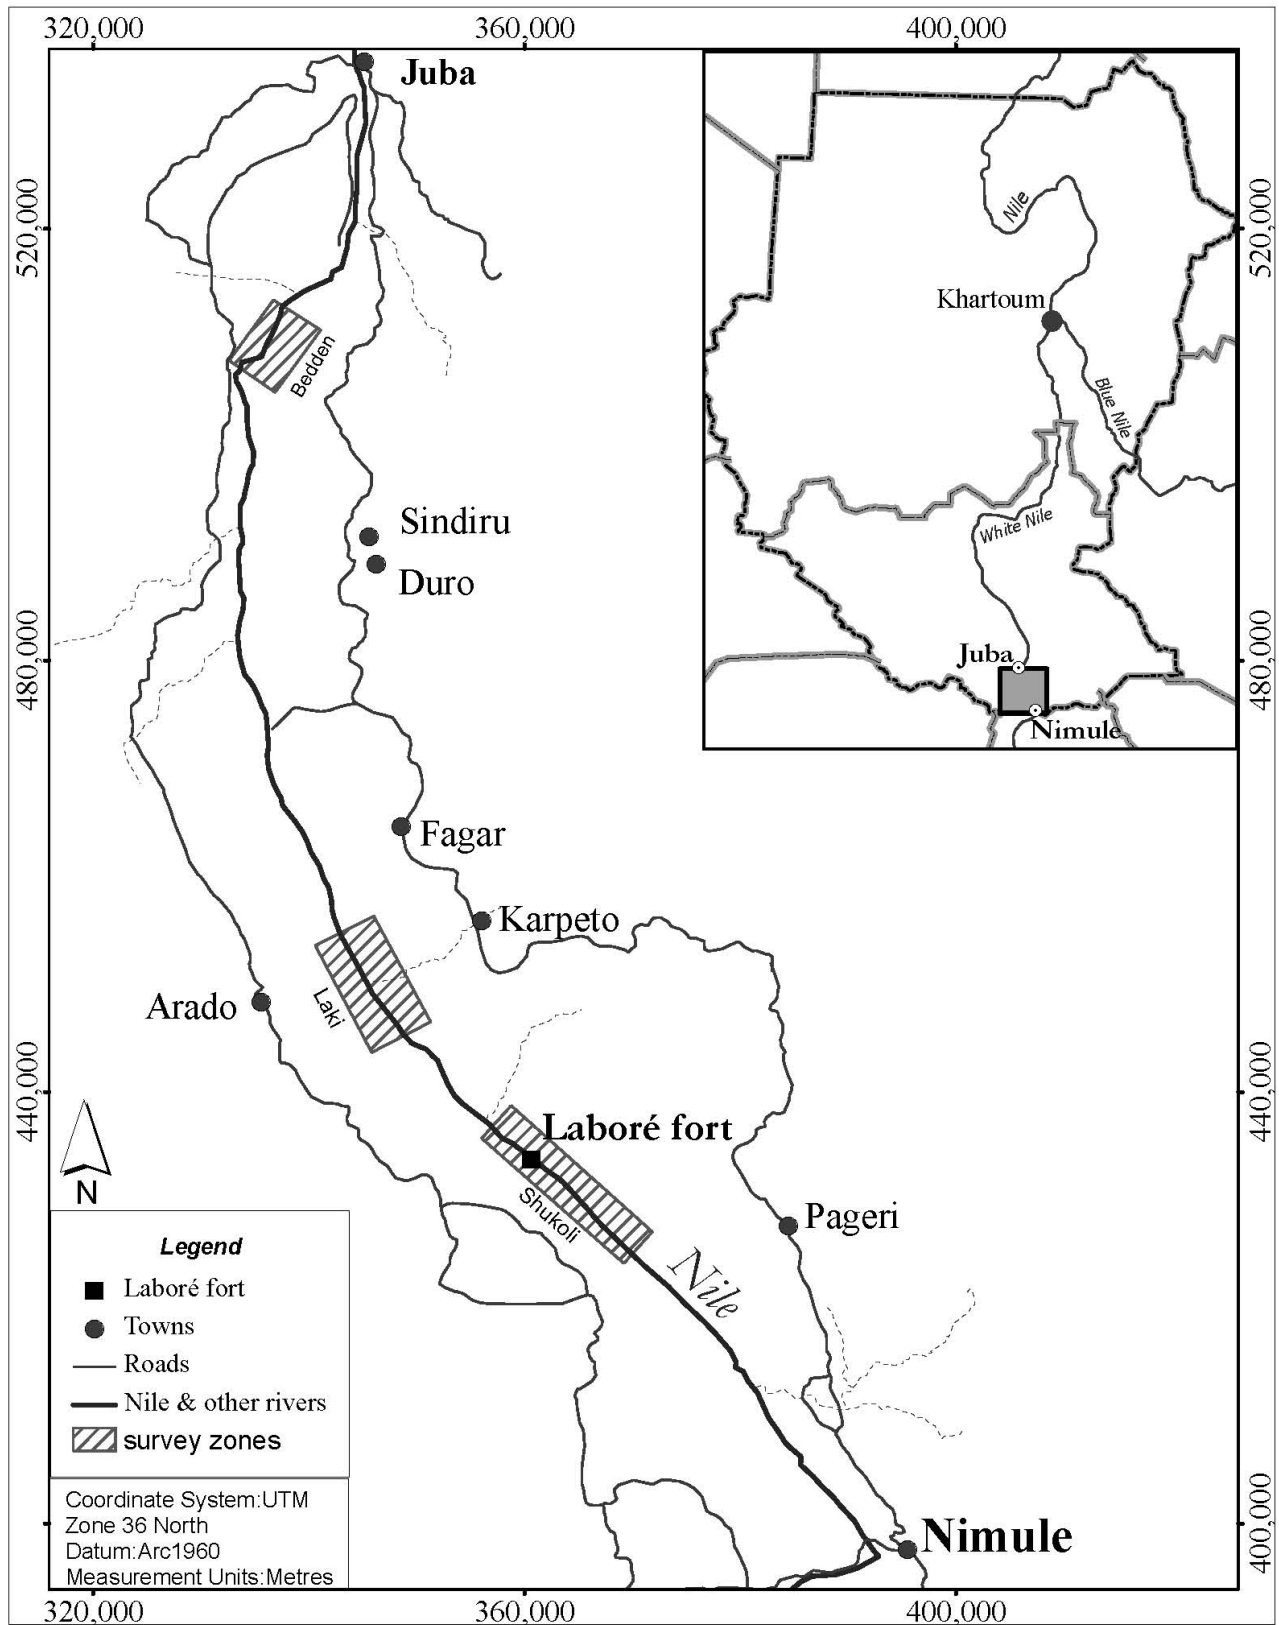 320,000
360,000
400,000
Juba
520,000
520,000
Nile
Khartoum
Bedden
Blue Nile
Sindiru
White Nile
Duro
480,000
480,000
Juba
Nimule
Fagar
Karpeto
Laki
Arado
440,000
440,000
Laboré fort
N
Shukoli
Pageri
Nile
Legend
Laboré fort
Towns
Roads
Nile & other rivers
survey zones
Coordinate System:UTM
Zone 36 North
Datum:Arc1960
Measurement Units:Metres
Nimule
400,000
320,000
360,000
400,000